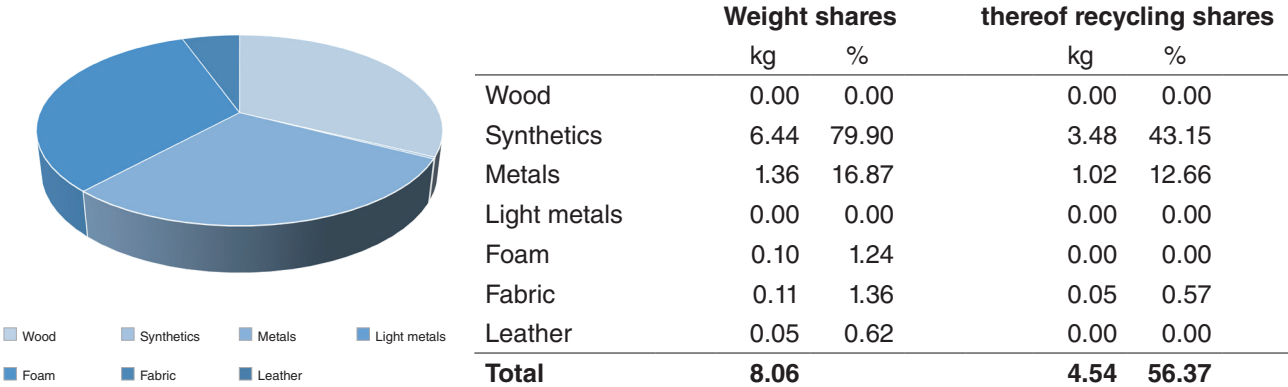 Weight shares thereof recycling shares
kg % kg %
Wood 0.00 0.00 0.00 0.00
Synthetics 6.44 79.90 3.48 43.15
Metals 1.36 16.87 1.02 12.66
Light metals 0.00 0.00 0.00 0.00
Foam 0.10 1.24 0.00 0.00
Fabric 0.11 1.36 0.05 0.57
Leather 0.05 0.62 0.00 0.00
Total 8.06 4.54 56.37
Wood Synthetics Metals Light metals
Foam Fabric Leather